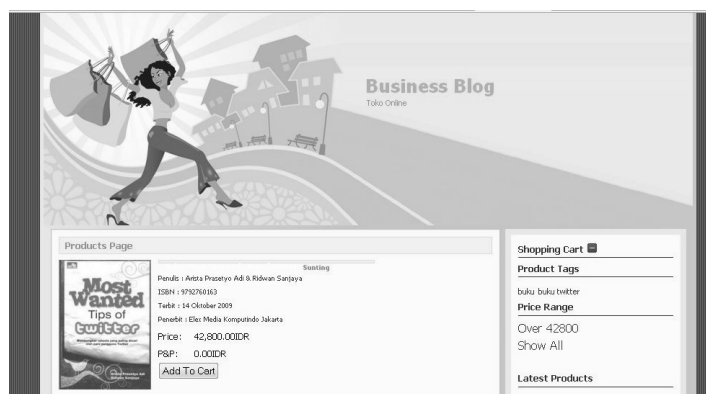 Business Blog
Toko Online
Products Page
Sunting
Most
Wanted
Tips of
twitter
Penulis : Arista Prasetyo Adi & Ridwan Sanjaya
ISBN : 9792760163
Terbit : 14 Oktober 2009
Penerbit : Elex Media Komputindo Jakarta
Price: 42,800.00IDR
P&P: 0.00IDR
Add To Cart
Shopping Cart
Product Tags
buku buku twitter
Price Range
Over 42800
Show All
Latest Products